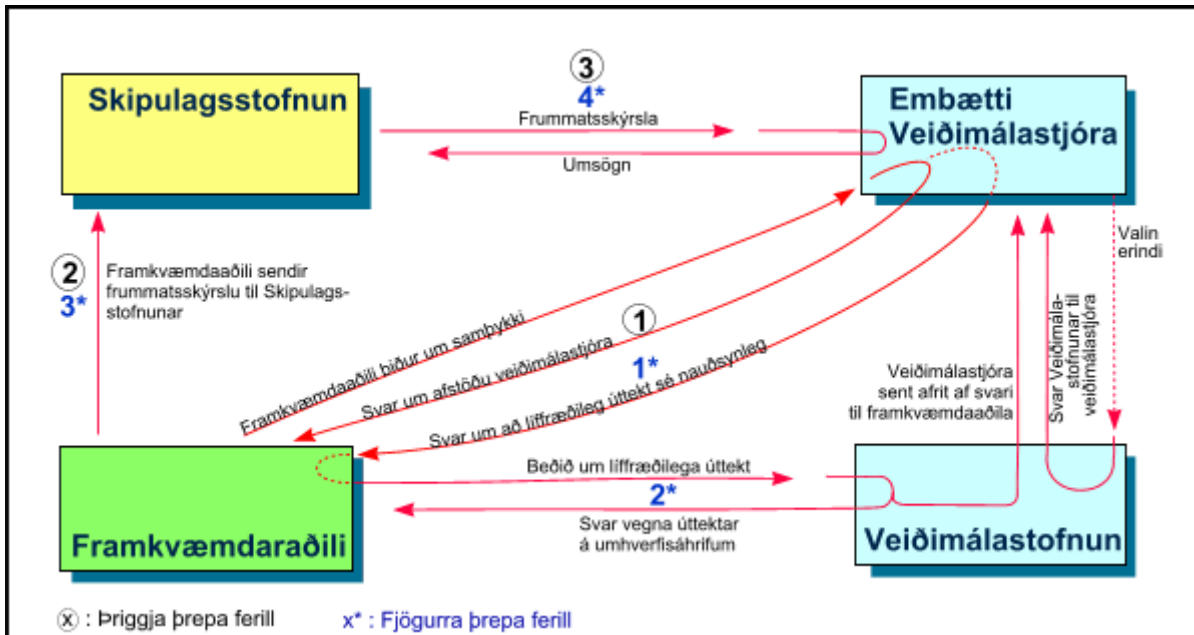 Skipulagsstofnun
3
4*
Frummatsskýrsla
Umsögn
Embætti
Veiðimálastjóra
2
3*
Framkvæmdaaðili sendir
frummatsskýrslu til Skipulags-
stofnunar
Framkvæmdaaðili biður um samþykki
Svar um afstöðu veiðimálastjóra
1
1*
Svar um að líffræðileg úttekt sé nauðsynleg
Valin
erindi
Veiðimálastjóra
sent afrit af svari
til framkvæmdaaðila
Svar Veiðimála-
stofnunar til
veiðimálastjóra
Framkvæmdaraðili
Beðið um líffræðilega úttekt
2*
Svar vegna úttektar
á umhverfisáhrifum
Veiðimálastofnun
x : Þriggja þrepa ferill
x* : Fjögurra þrepa ferill